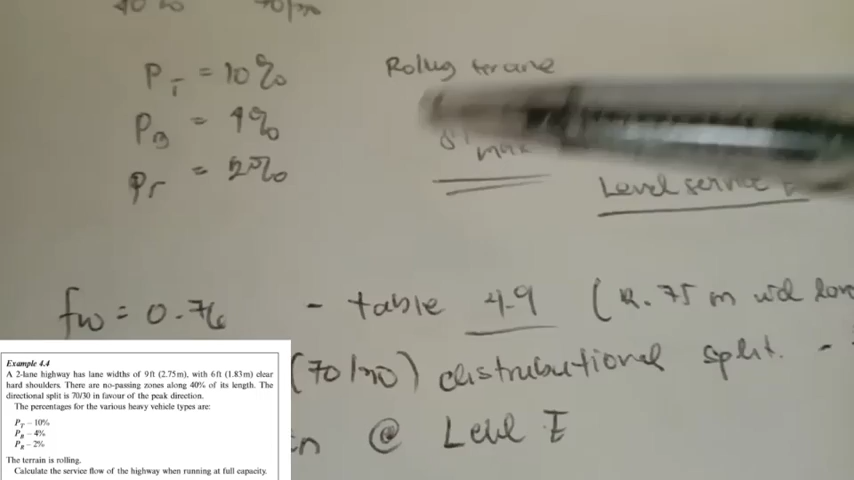 70/30
P_T = 10%
Rolling terrane
P_B = 4%
max
P_r = 2%
Level service
fw = 0.76 - table 4.9 (2.75 m wd lane
(70/30) distributional split. -
@ Level E
Example 4.4
A 2-lane highway has lane widths of 9ft (2.75m), with 6ft (1.83m) clear
hard shoulders. There are no-passing zones along 40% of its length. The
directional split is 70/30 in favour of the peak direction.
The percentages for the various heavy vehicle types are:
P_T – 10%
P_B – 4%
P_R – 2%
The terrain is rolling.
Calculate the service flow of the highway when running at full capacity.